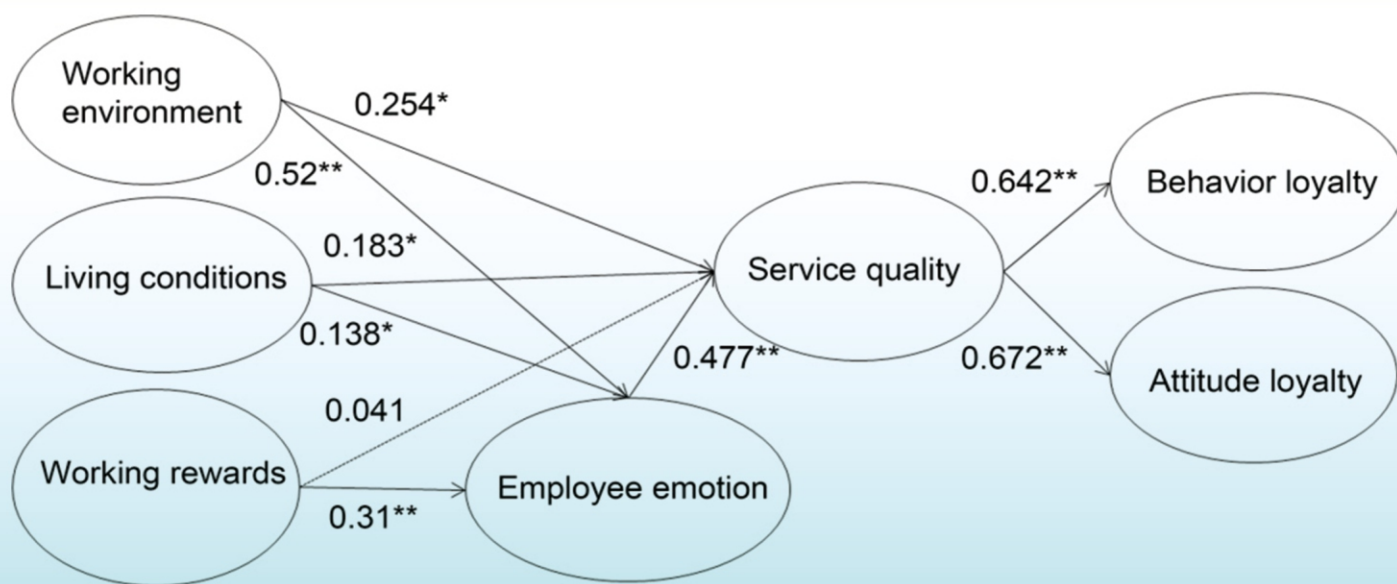 Working
environment
0.254*
0.52**
Living conditions
0.183*
0.138*
Working rewards
0.041
0.31**
Employee emotion
0.477**
Service quality
0.642**
0.672**
Behavior loyalty
Attitude loyalty